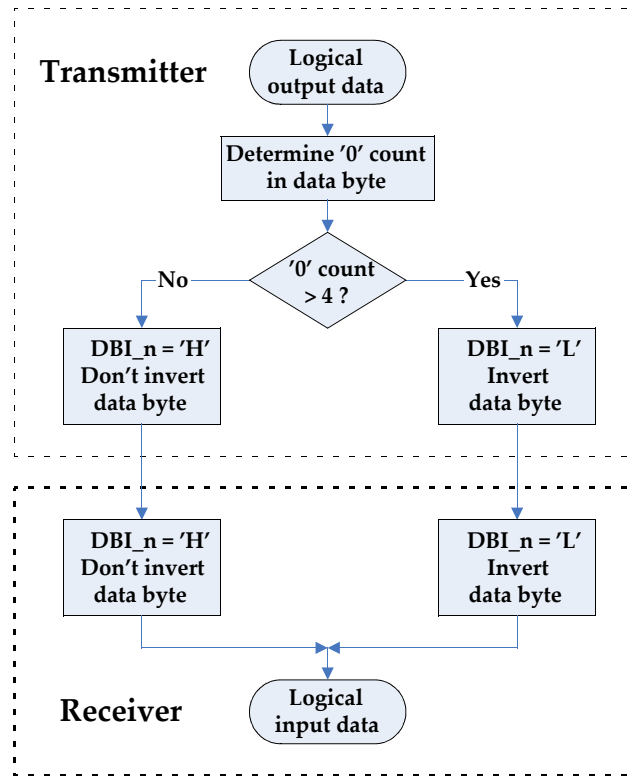 Transmitter
Logical
output data
Determine '0' count
in data byte
'0' count
> 4 ?
No
Yes
DBI_n = 'H'
Don't invert
data byte
DBI_n = 'L'
Invert
data byte
DBI_n = 'H'
Don't invert
data byte
DBI_n = 'L'
Invert
data byte
Receiver
Logical
input data